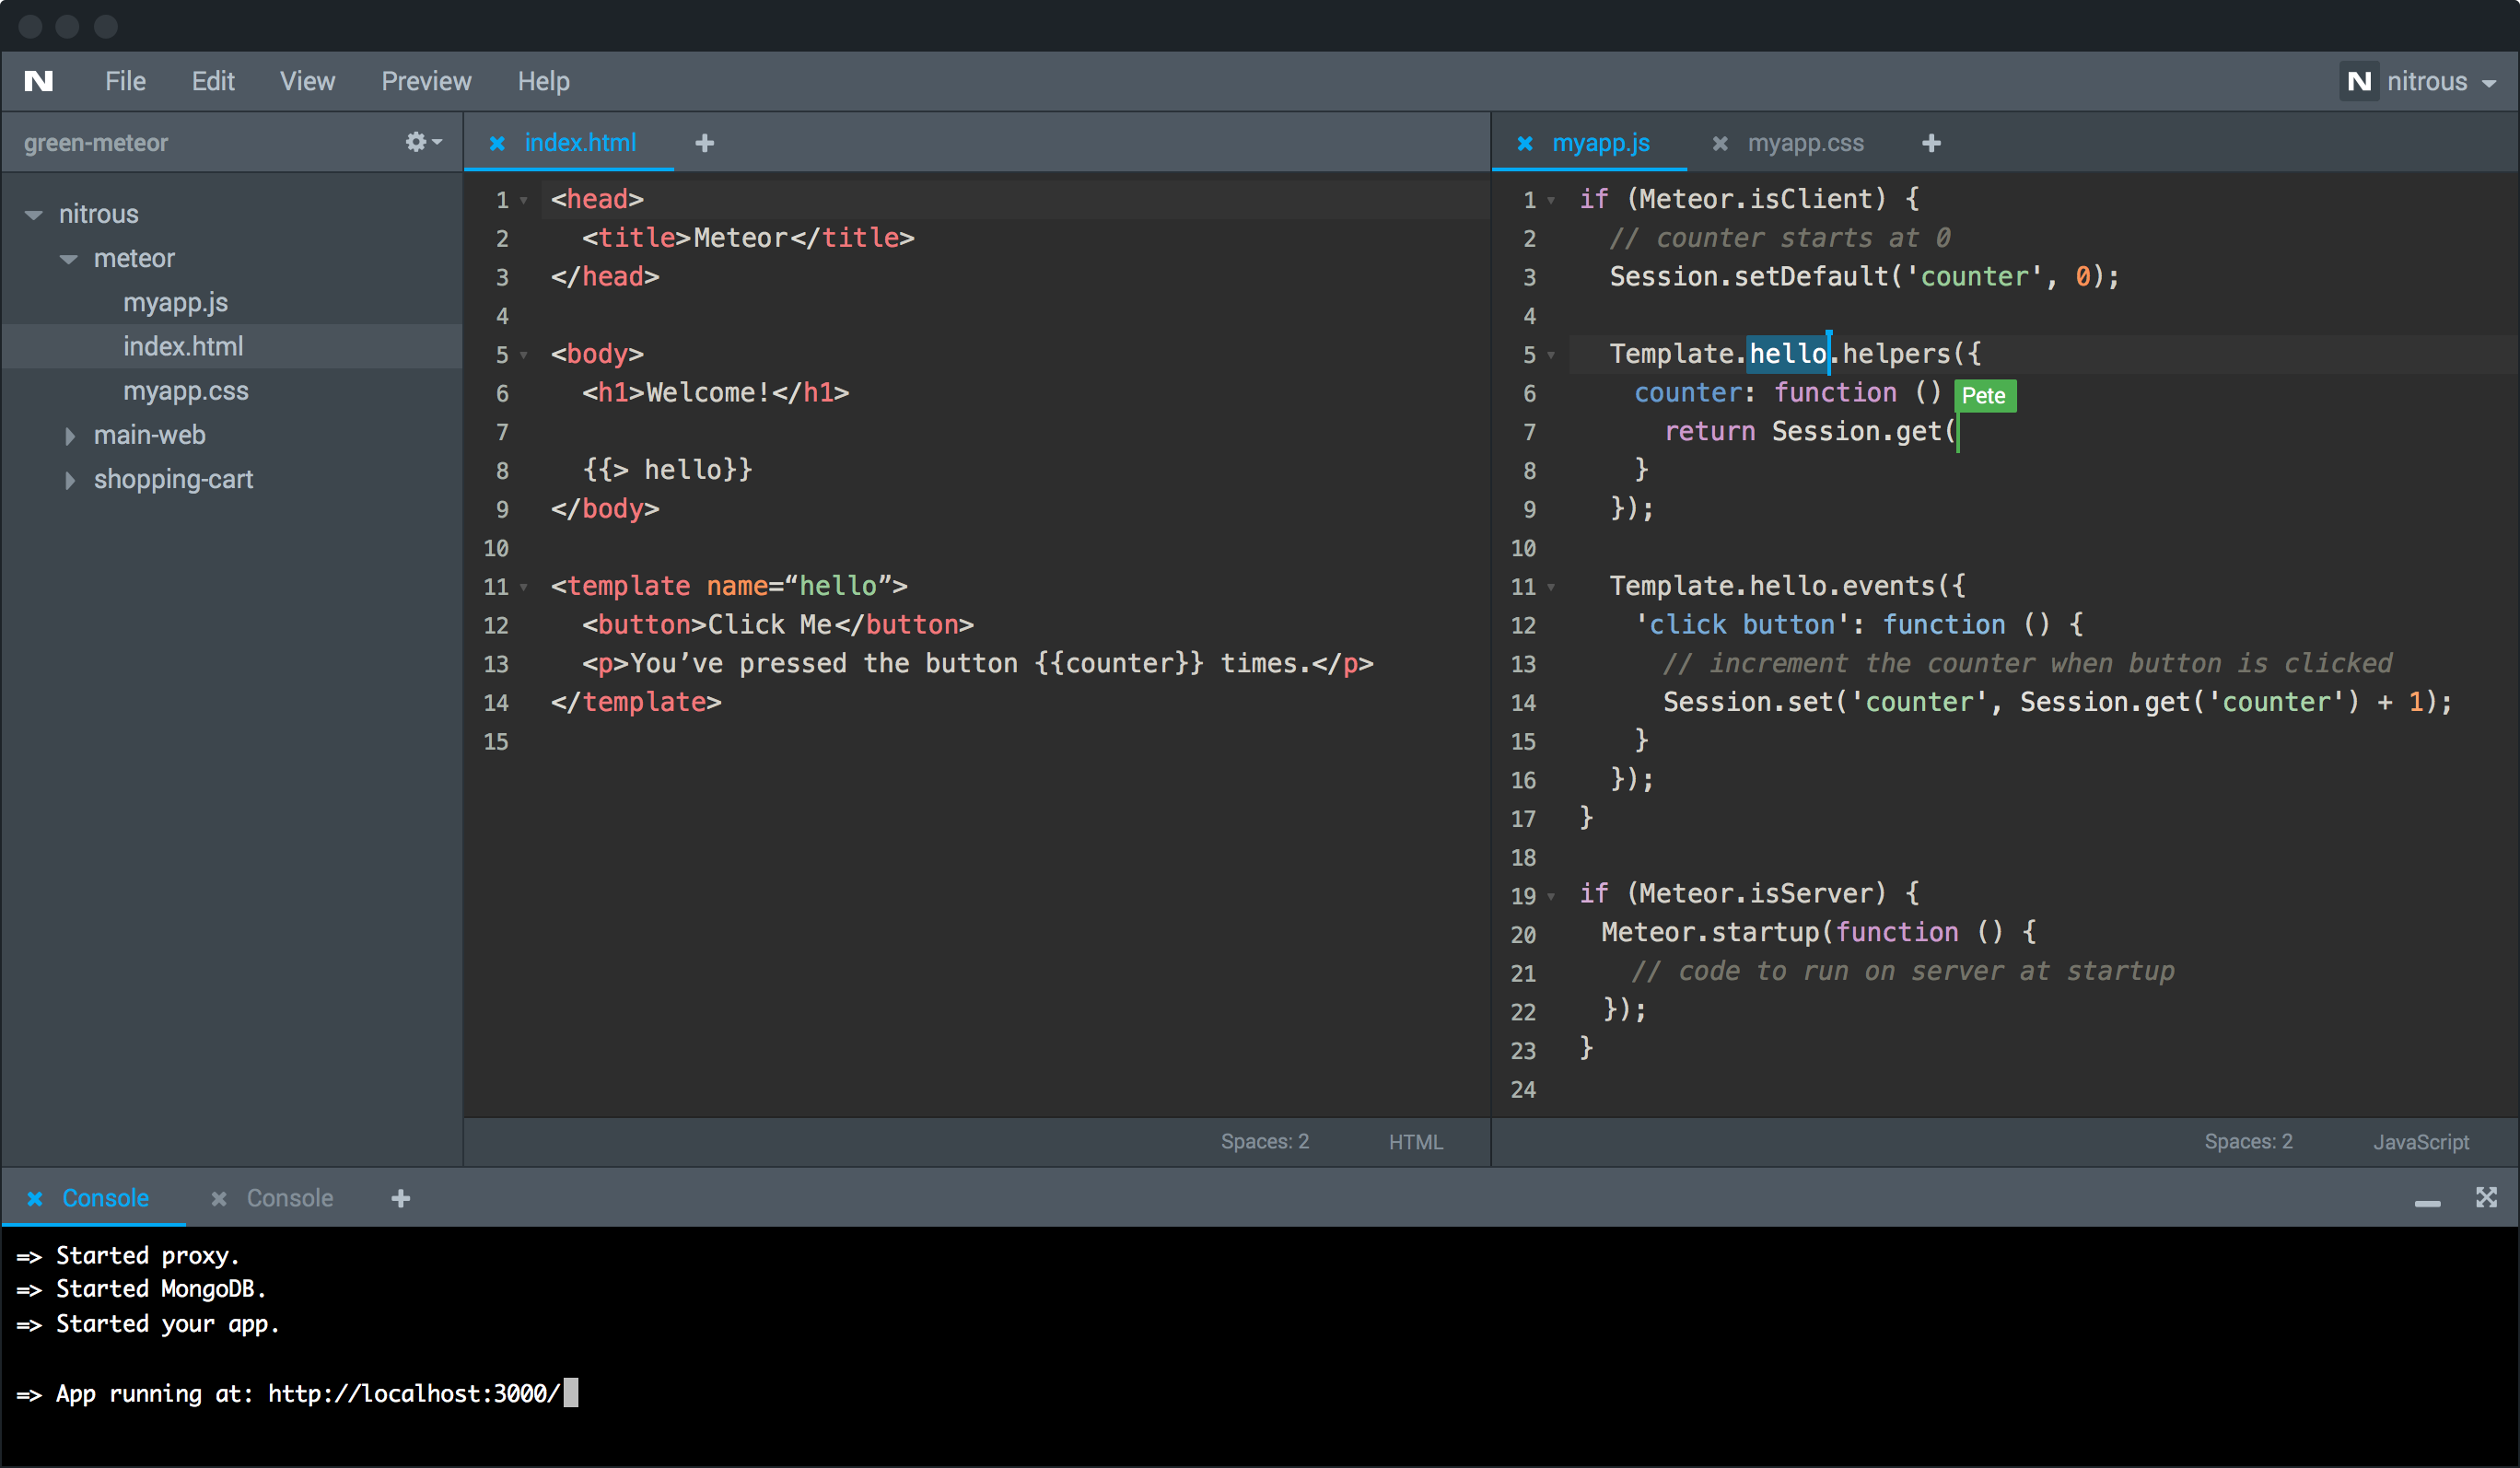 N File Edit View Preview Help N nitrous
green-meteor
nitrous
meteor
myapp.js
index.html
myapp.css
main-web
shopping-cart
index.html
1 <head>
2 <title>Meteor</title>
3 </head>
4
5 <body>
6 <h1>Welcome!</h1>
7
8 {{> hello}}
9 </body>
10
11 <template name=“hello”>
12 <button>Click Me</button>
13 <p>You’ve pressed the button {{counter}} times.</p>
14 </template>
15
Spaces: 2 HTML
myapp.js myapp.css
1 if (Meteor.isClient) {
2 // counter starts at 0
3 Session.setDefault('counter', 0);
4
5 Template.hello.helpers({
6 counter: function () Pete
7 return Session.get(
8 }
9 });
10
11 Template.hello.events({
12 'click button': function () {
13 // increment the counter when button is clicked
14 Session.set('counter', Session.get('counter') + 1);
15 }
16 });
17 }
18
19 if (Meteor.isServer) {
20 Meteor.startup(function () {
21 // code to run on server at startup
22 });
23 }
24
Spaces: 2 JavaScript
Console Console
=> Started proxy.
=> Started MongoDB.
=> Started your app.
=> App running at: http://localhost:3000/